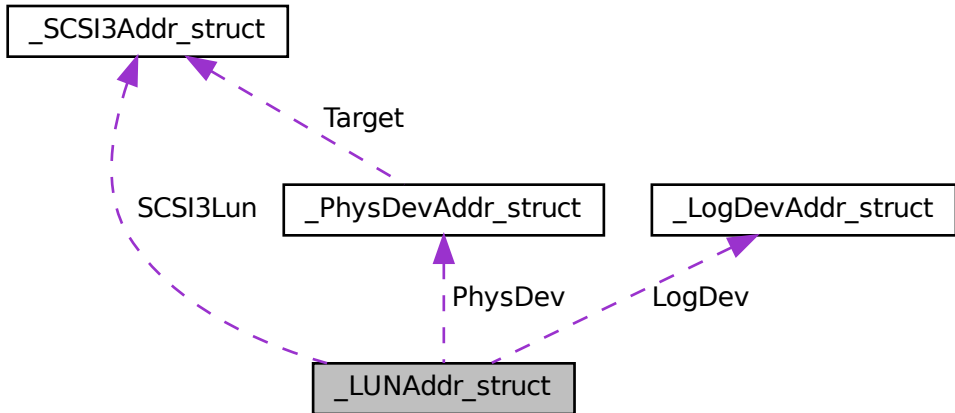 _SCSI3Addr_struct
Target
SCSI3Lun
_PhysDevAddr_struct
_LogDevAddr_struct
PhysDev
LogDev
_LUNAddr_struct